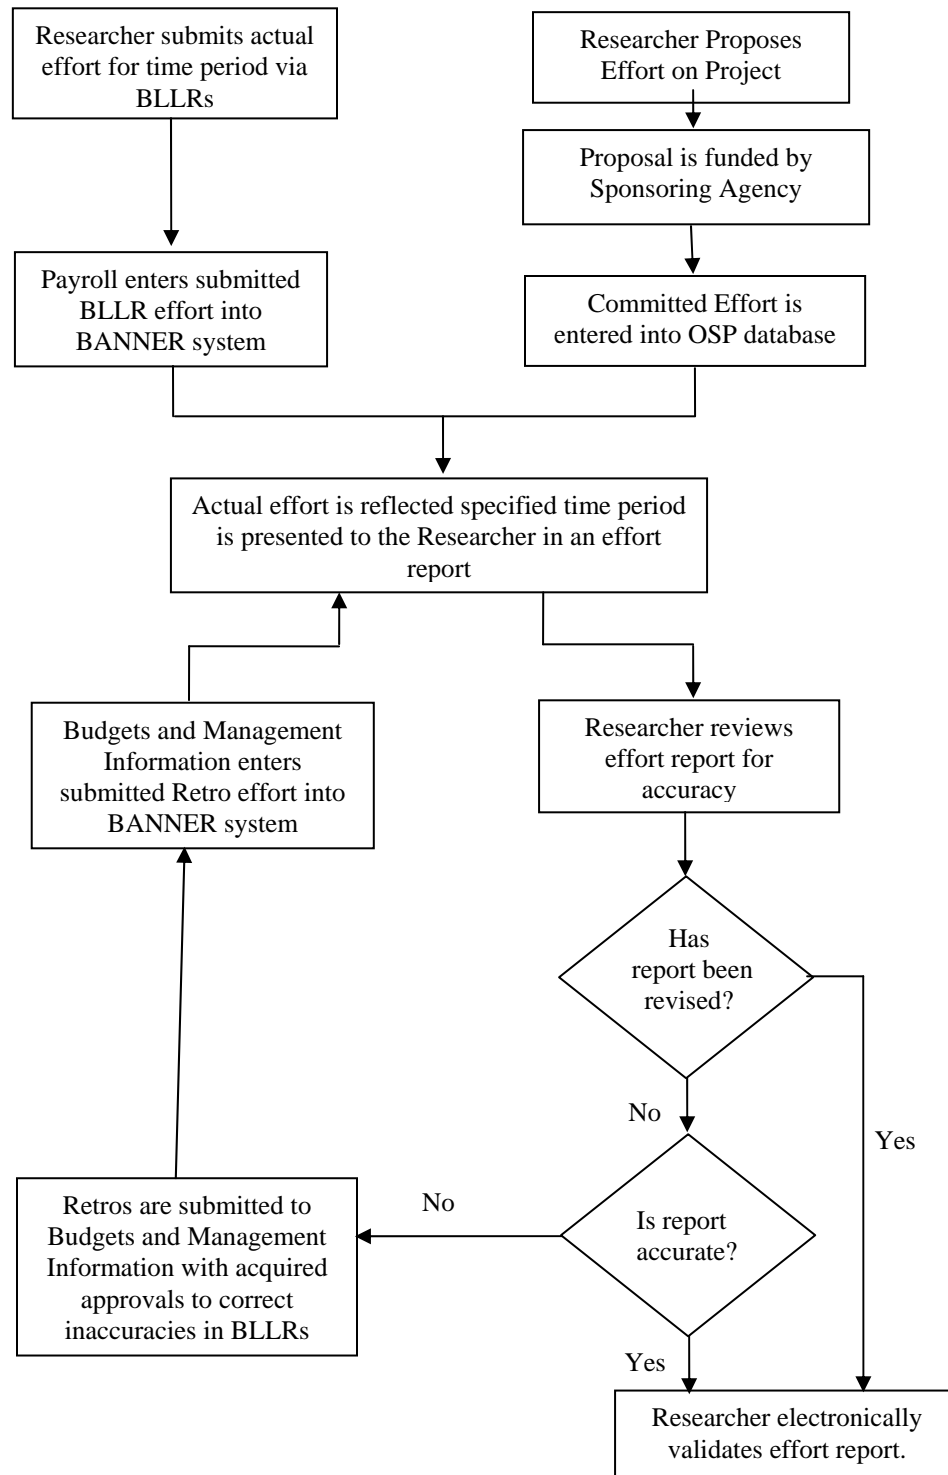 Researcher submits actual
effort for time period via
BLLRs
Researcher Proposes
Effort on Project
Proposal is funded by
Sponsoring Agency
Payroll enters submitted
BLLR effort into
BANNER system
Committed Effort is
entered into OSP database
Actual effort is reflected specified time period
is presented to the Researcher in an effort
report
Budgets and Management
Information enters
submitted Retro effort into
BANNER system
Researcher reviews
effort report for
accuracy
Has
report been
revised?
No
Yes
Is report
accurate?
No
Retros are submitted to
Budgets and Management
Information with acquired
approvals to correct
inaccuracies in BLLRs
Yes
Researcher electronically
validates effort report.